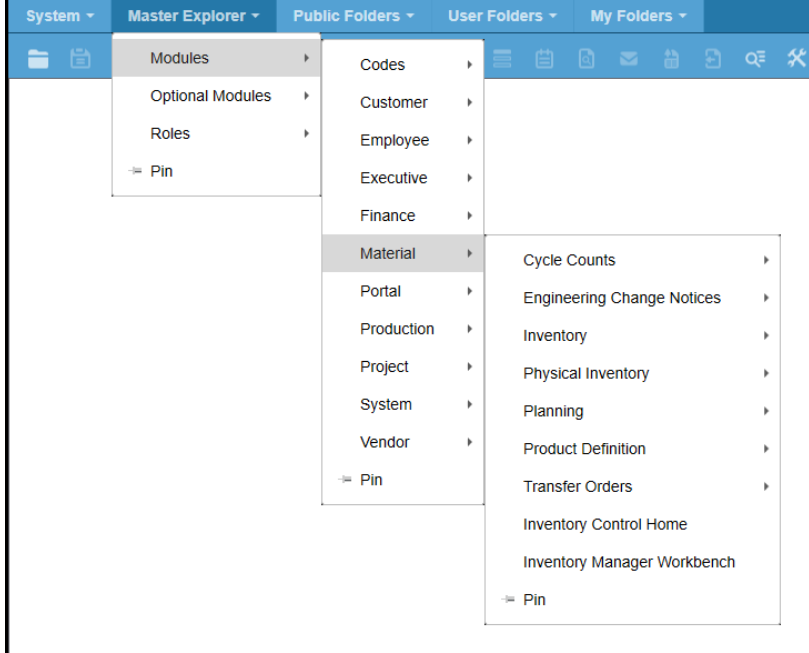 System
Master Explorer
Public Folders
User Folders
My Folders
Modules
Optional Modules
Roles
Pin
Codes
Customer
Employee
Executive
Finance
Material
Portal
Production
Project
System
Vendor
Pin
Cycle Counts
Engineering Change Notices
Inventory
Physical Inventory
Planning
Product Definition
Transfer Orders
Inventory Control Home
Inventory Manager Workbench
Pin